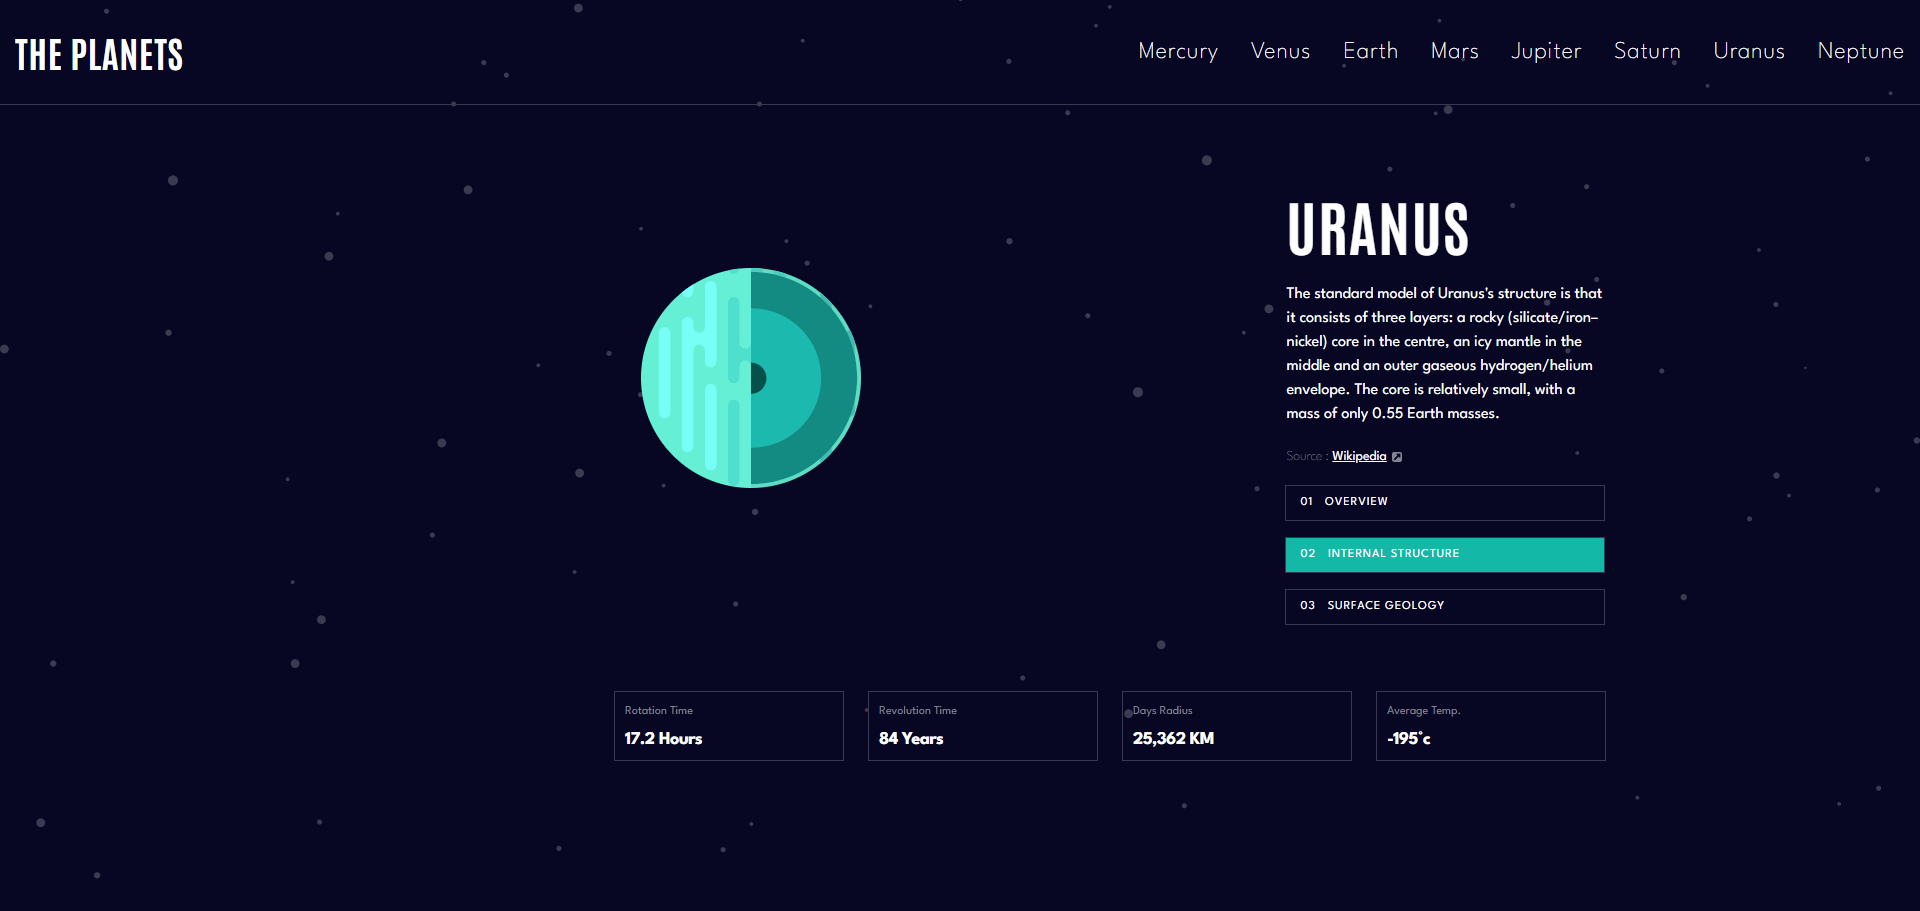 THE PLANETS
Mercury Venus Earth Mars Jupiter Saturn Uranus Neptune
URANUS
The standard model of Uranus's structure is that
it consists of three layers: a rocky (silicate/iron–
nickel) core in the centre, an icy mantle in the
middle and an outer gaseous hydrogen/helium
envelope. The core is relatively small, with a
mass of only 0.55 Earth masses.
Source : Wikipedia
01 OVERVIEW
02 INTERNAL STRUCTURE
03 SURFACE GEOLOGY
Rotation Time
17.2 Hours
Revolution Time
84 Years
Days Radius
25,362 KM
Average Temp.
-195°c